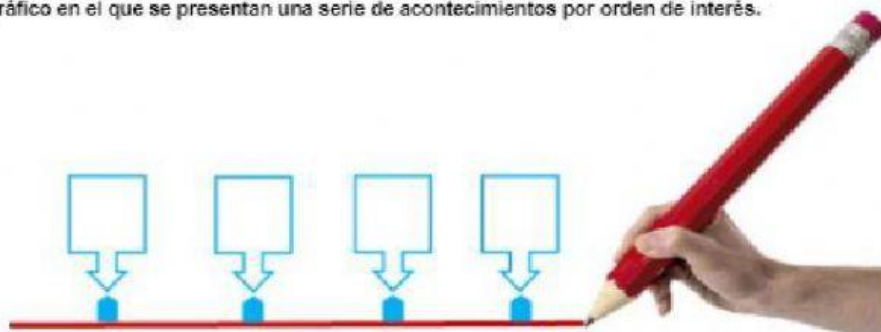 ráfico en el que se presentan una serie de acontecimientos por orden de interés.